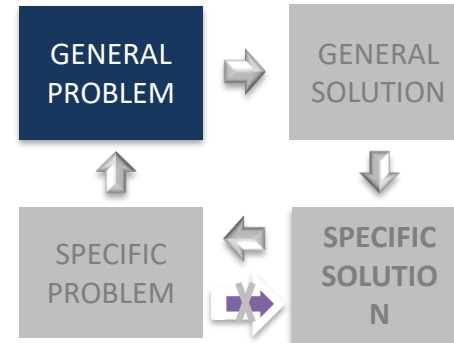 GENERAL
PROBLEM
GENERAL
SOLUTION
SPECIFIC
PROBLEM
SPECIFIC
SOLUTIO
N